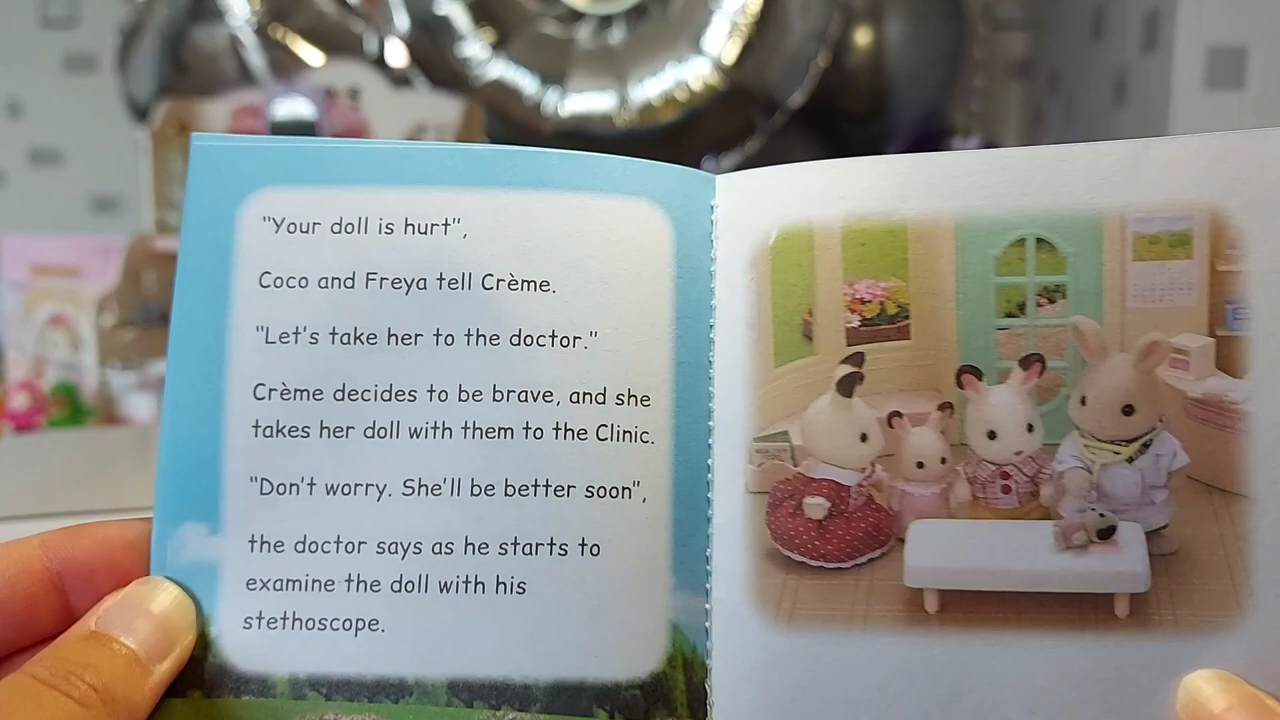 "Your doll is hurt",
Coco and Freya tell Crème.
"Let's take her to the doctor."
Crème decides to be brave, and she
takes her doll with them to the Clinic.
"Don't worry. She'll be better soon",
the doctor says as he starts to
examine the doll with his
stethoscope.